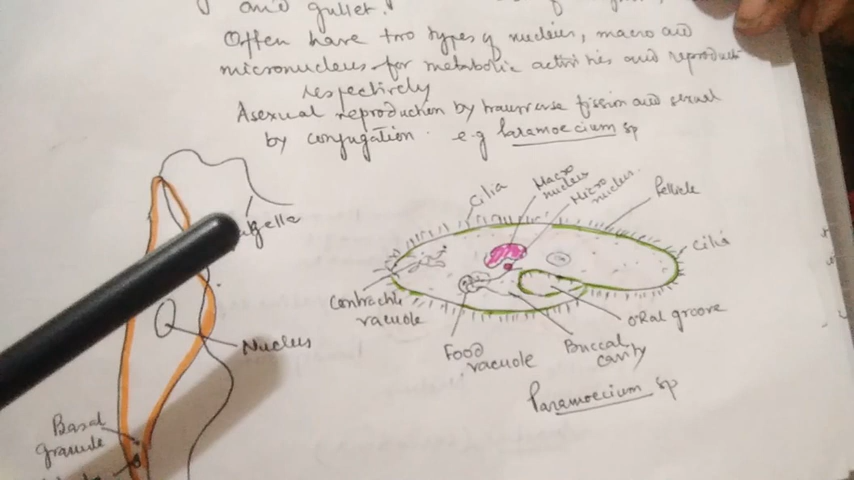 and gullet.
Often have two types of nucleus, macro and
micronucleus for metabolic activities and reproduct
respectively
Asexual reproduction by transverse fission and sexual
by conjugation. e.g Paramoecium sp
Cilia
Macro
nucleus
Micro
nucleus.
Pellicle
Cilia
Contractile
vacuole
Oral groove
Nucleus
Food
vacuole
Buccal
cavity
Paramoecium sp
Basal
granule